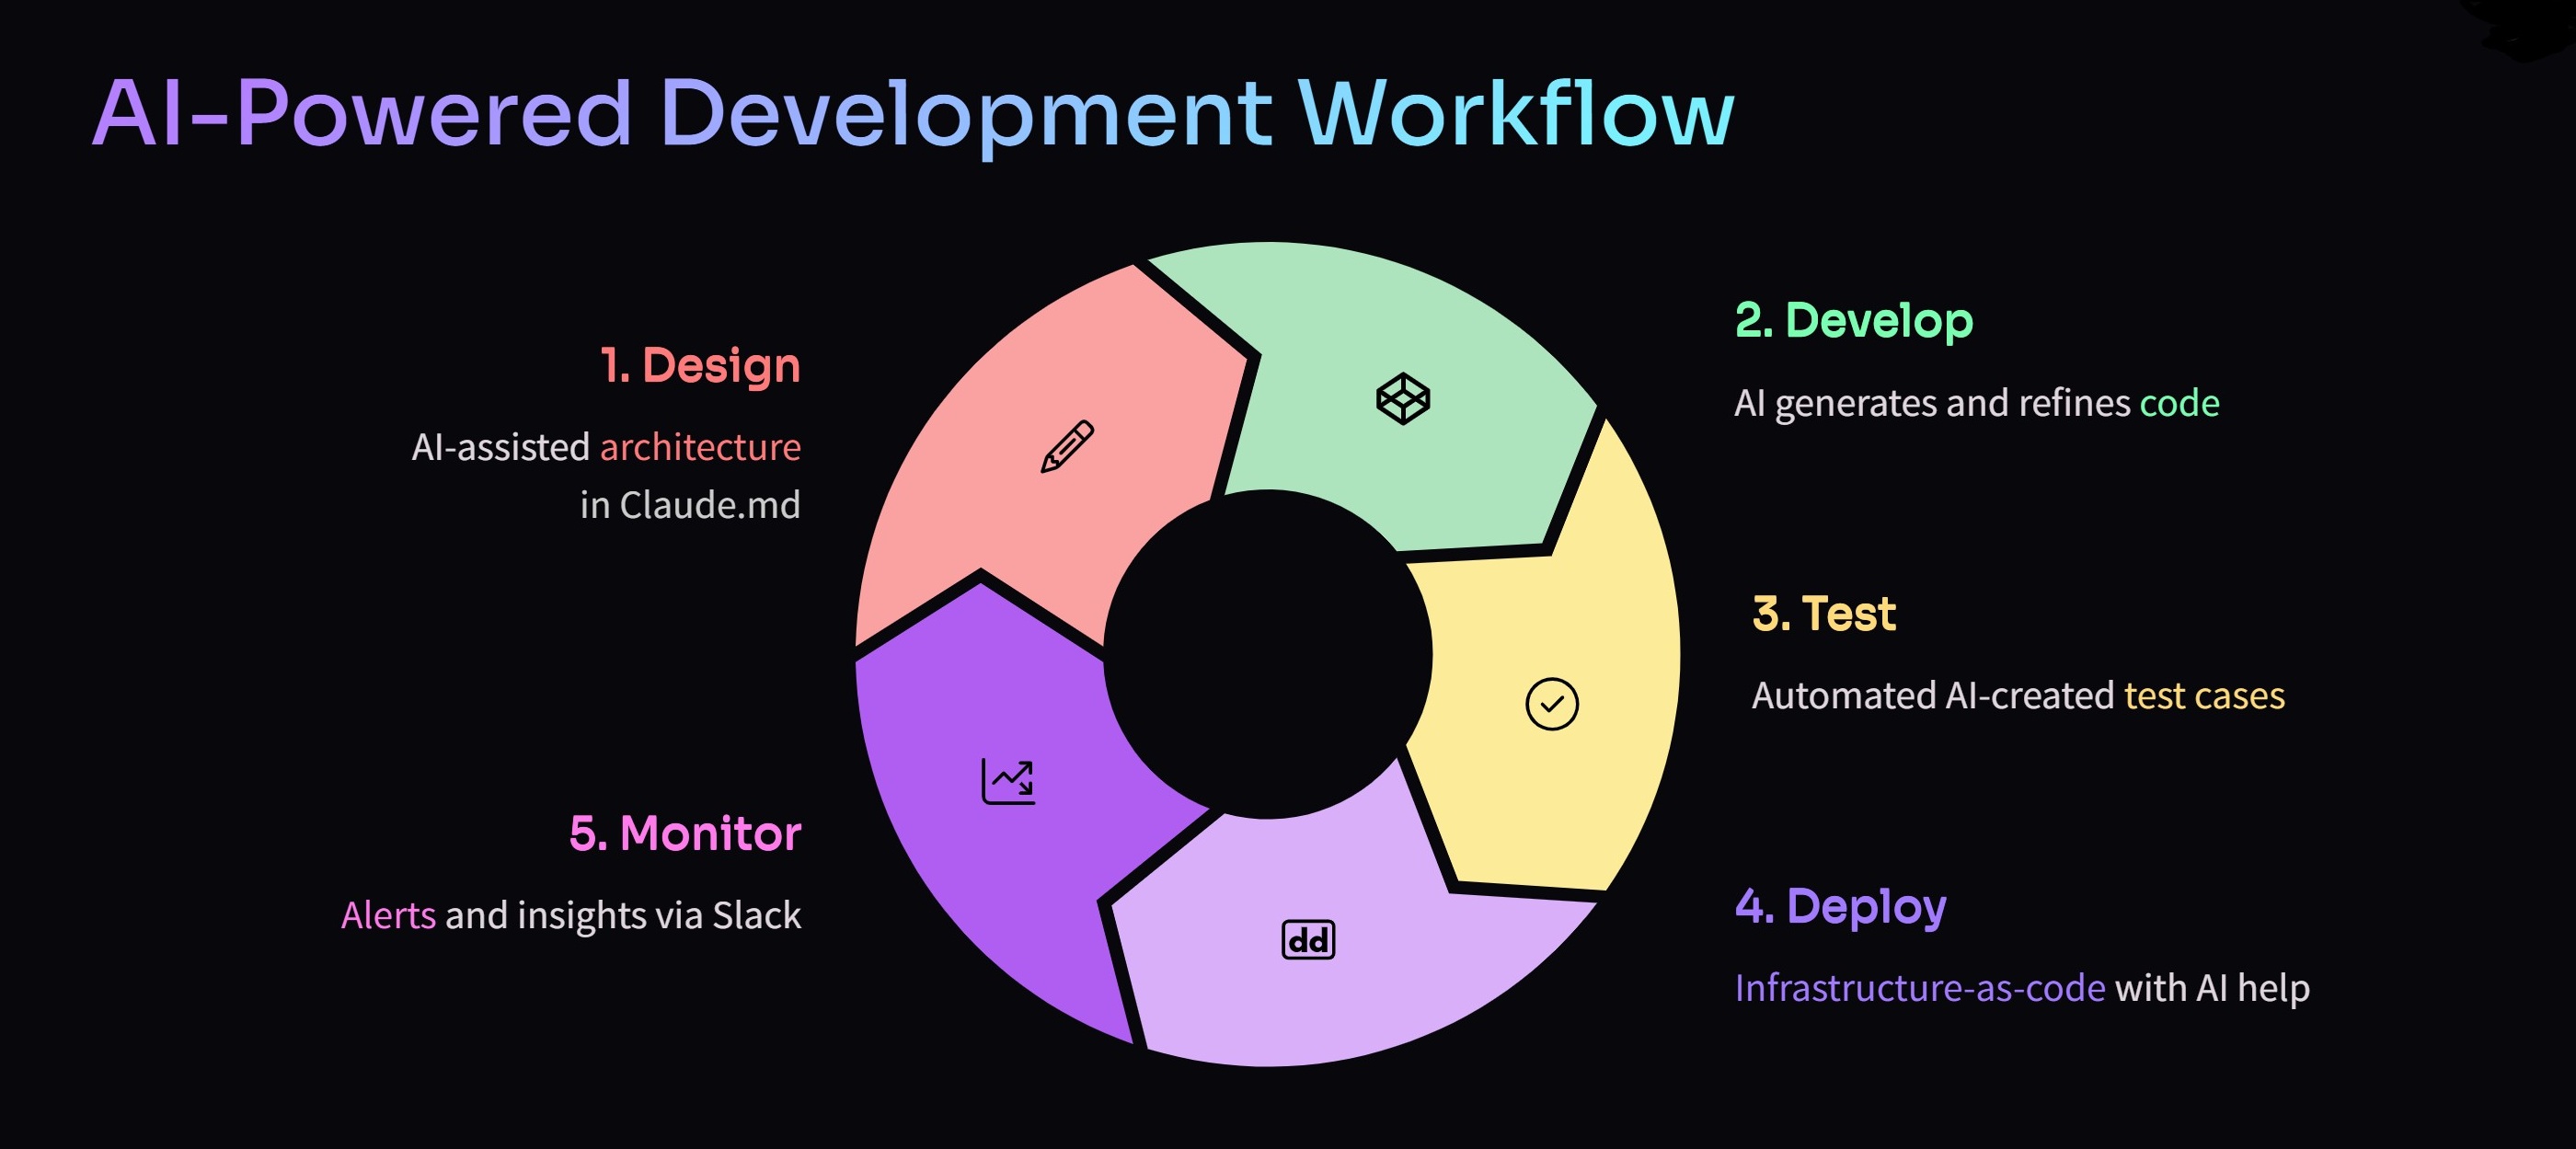 AI-Powered Development Workflow
1. Design
AI-assisted architecture
in Claude.md
2. Develop
AI generates and refines code
3. Test
Automated AI-created test cases
4. Deploy
Infrastructure-as-code with AI help
5. Monitor
Alerts and insights via Slack
dd